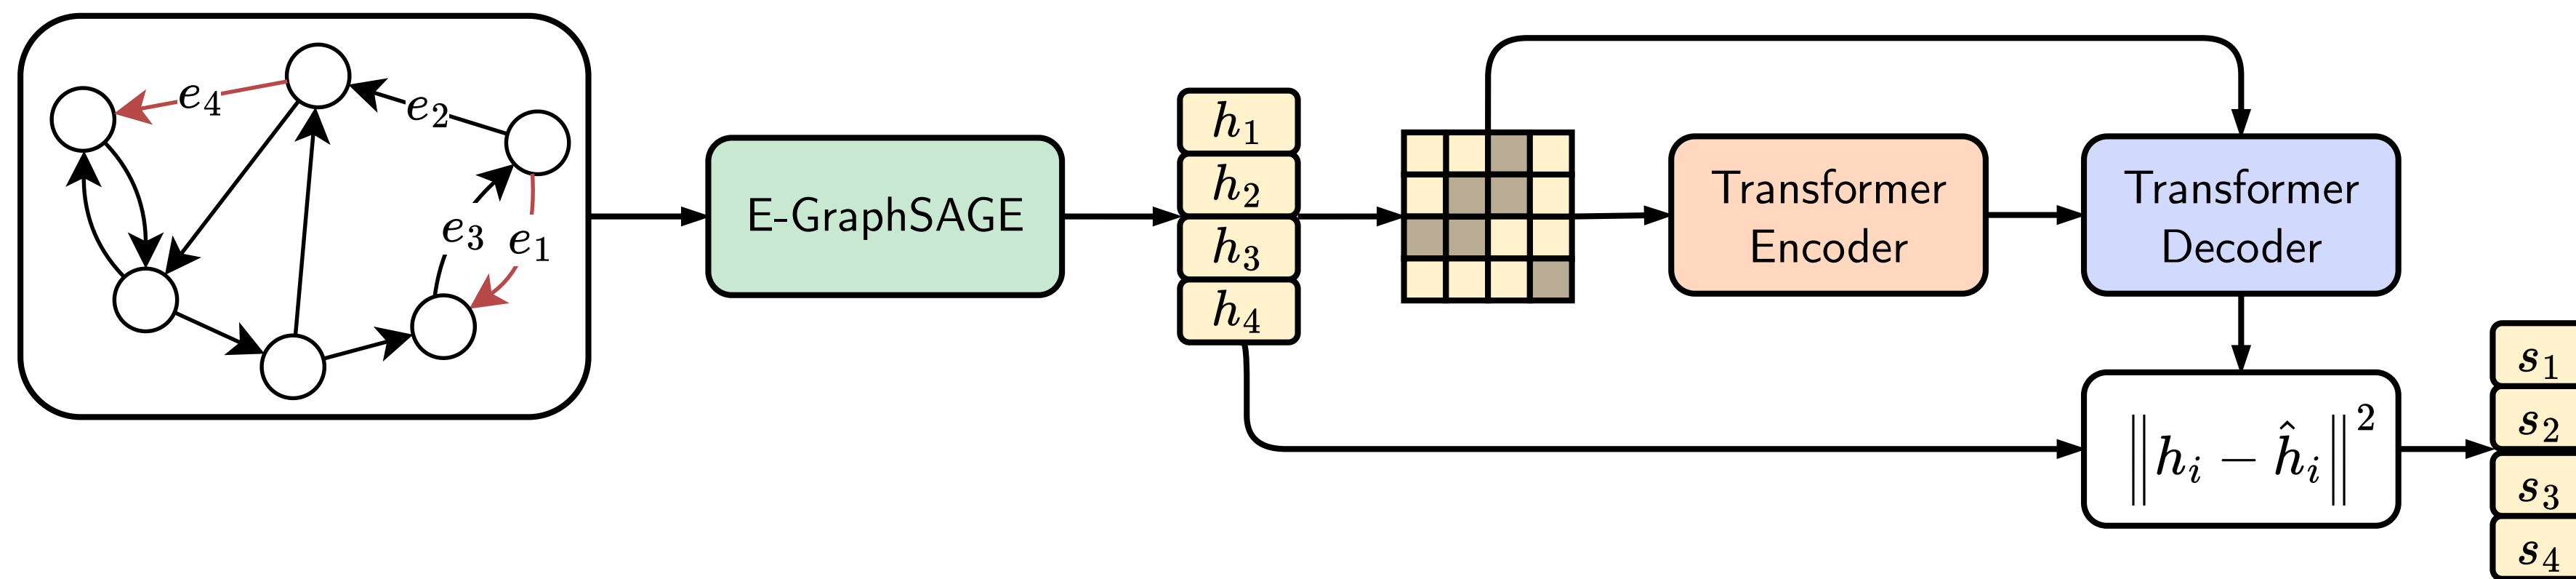 e₄
e₂
e₃
e₁
E-GraphSAGE
h₁
h₂
h₃
h₄
Transformer
Encoder
Transformer
Decoder
‖hᵢ − ĥᵢ‖²
s₁
s₂
s₃
s₄